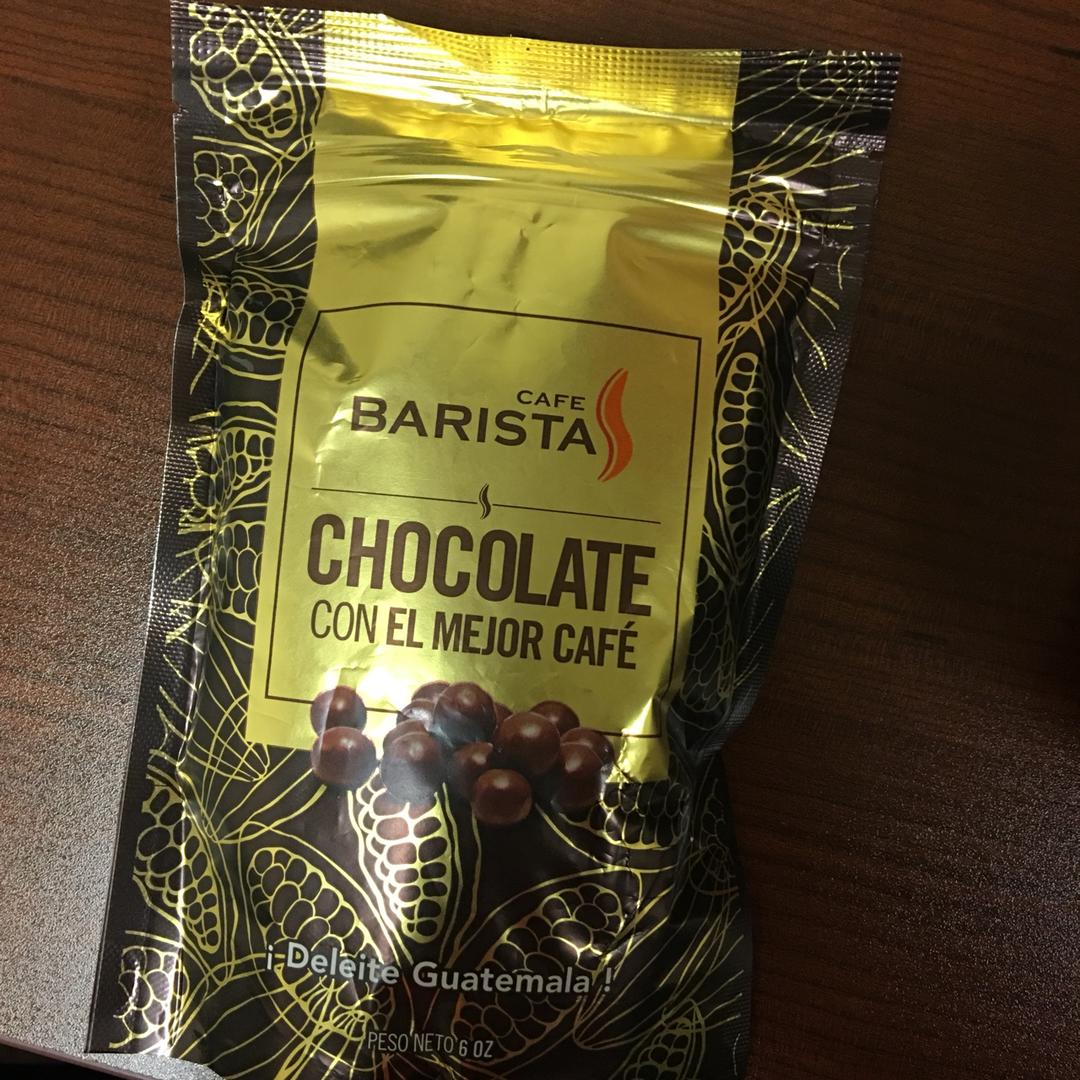 CAFE
BARISTA
CHOCOLATE
CON EL MEJOR CAFÉ
¡ Deleite Guatemala !
PESO NETO 6 OZ